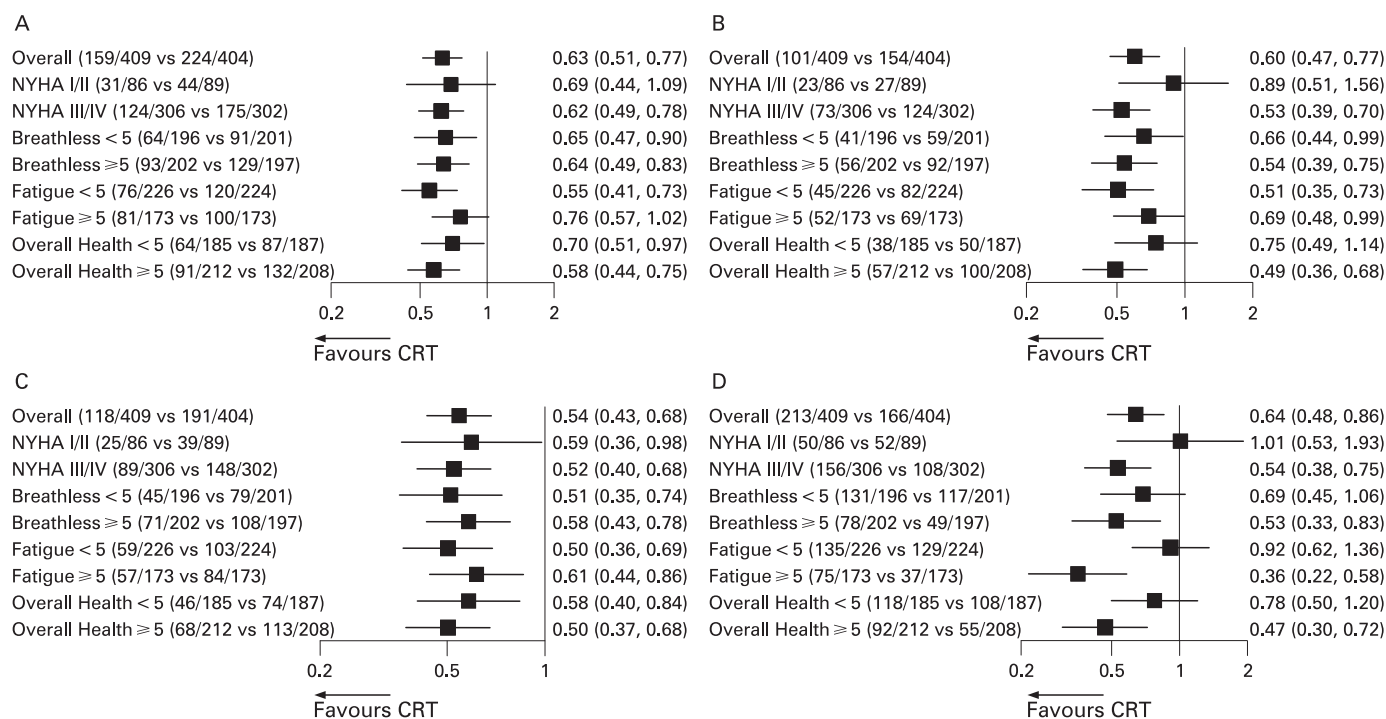 A
Overall (159/409 vs 224/404) 0.63 (0.51, 0.77)
NYHA I/II (31/86 vs 44/89) 0.69 (0.44, 1.09)
NYHA III/IV (124/306 vs 175/302) 0.62 (0.49, 0.78)
Breathless < 5 (64/196 vs 91/201) 0.65 (0.47, 0.90)
Breathless ≥ 5 (93/202 vs 129/197) 0.64 (0.49, 0.83)
Fatigue < 5 (76/226 vs 120/224) 0.55 (0.41, 0.73)
Fatigue ≥ 5 (81/173 vs 100/173) 0.76 (0.57, 1.02)
Overall Health < 5 (64/185 vs 87/187) 0.70 (0.51, 0.97)
Overall Health ≥ 5 (91/212 vs 132/208) 0.58 (0.44, 0.75)
0.2 0.5 1 2
Favours CRT
B
Overall (101/409 vs 154/404) 0.60 (0.47, 0.77)
NYHA I/II (23/86 vs 27/89) 0.89 (0.51, 1.56)
NYHA III/IV (73/306 vs 124/302) 0.53 (0.39, 0.70)
Breathless < 5 (41/196 vs 59/201) 0.66 (0.44, 0.99)
Breathless ≥ 5 (56/202 vs 92/197) 0.54 (0.39, 0.75)
Fatigue < 5 (45/226 vs 82/224) 0.51 (0.35, 0.73)
Fatigue ≥ 5 (52/173 vs 69/173) 0.69 (0.48, 0.99)
Overall Health < 5 (38/185 vs 50/187) 0.75 (0.49, 1.14)
Overall Health ≥ 5 (57/212 vs 100/208) 0.49 (0.36, 0.68)
0.2 0.5 1 2
Favours CRT
C
Overall (118/409 vs 191/404) 0.54 (0.43, 0.68)
NYHA I/II (25/86 vs 39/89) 0.59 (0.36, 0.98)
NYHA III/IV (89/306 vs 148/302) 0.52 (0.40, 0.68)
Breathless < 5 (45/196 vs 79/201) 0.51 (0.35, 0.74)
Breathless ≥ 5 (71/202 vs 108/197) 0.58 (0.43, 0.78)
Fatigue < 5 (59/226 vs 103/224) 0.50 (0.36, 0.69)
Fatigue ≥ 5 (57/173 vs 84/173) 0.61 (0.44, 0.86)
Overall Health < 5 (46/185 vs 74/187) 0.58 (0.40, 0.84)
Overall Health ≥ 5 (68/212 vs 113/208) 0.50 (0.37, 0.68)
0.2 0.5 1
Favours CRT
D
Overall (213/409 vs 166/404) 0.64 (0.48, 0.86)
NYHA I/II (50/86 vs 52/89) 1.01 (0.53, 1.93)
NYHA III/IV (156/306 vs 108/302) 0.54 (0.38, 0.75)
Breathless < 5 (131/196 vs 117/201) 0.69 (0.45, 1.06)
Breathless ≥ 5 (78/202 vs 49/197) 0.53 (0.33, 0.83)
Fatigue < 5 (135/226 vs 129/224) 0.92 (0.62, 1.36)
Fatigue ≥ 5 (75/173 vs 37/173) 0.36 (0.22, 0.58)
Overall Health < 5 (118/185 vs 108/187) 0.78 (0.50, 1.20)
Overall Health ≥ 5 (92/212 vs 55/208) 0.47 (0.30, 0.72)
0.2 0.5 1 2
Favours CRT